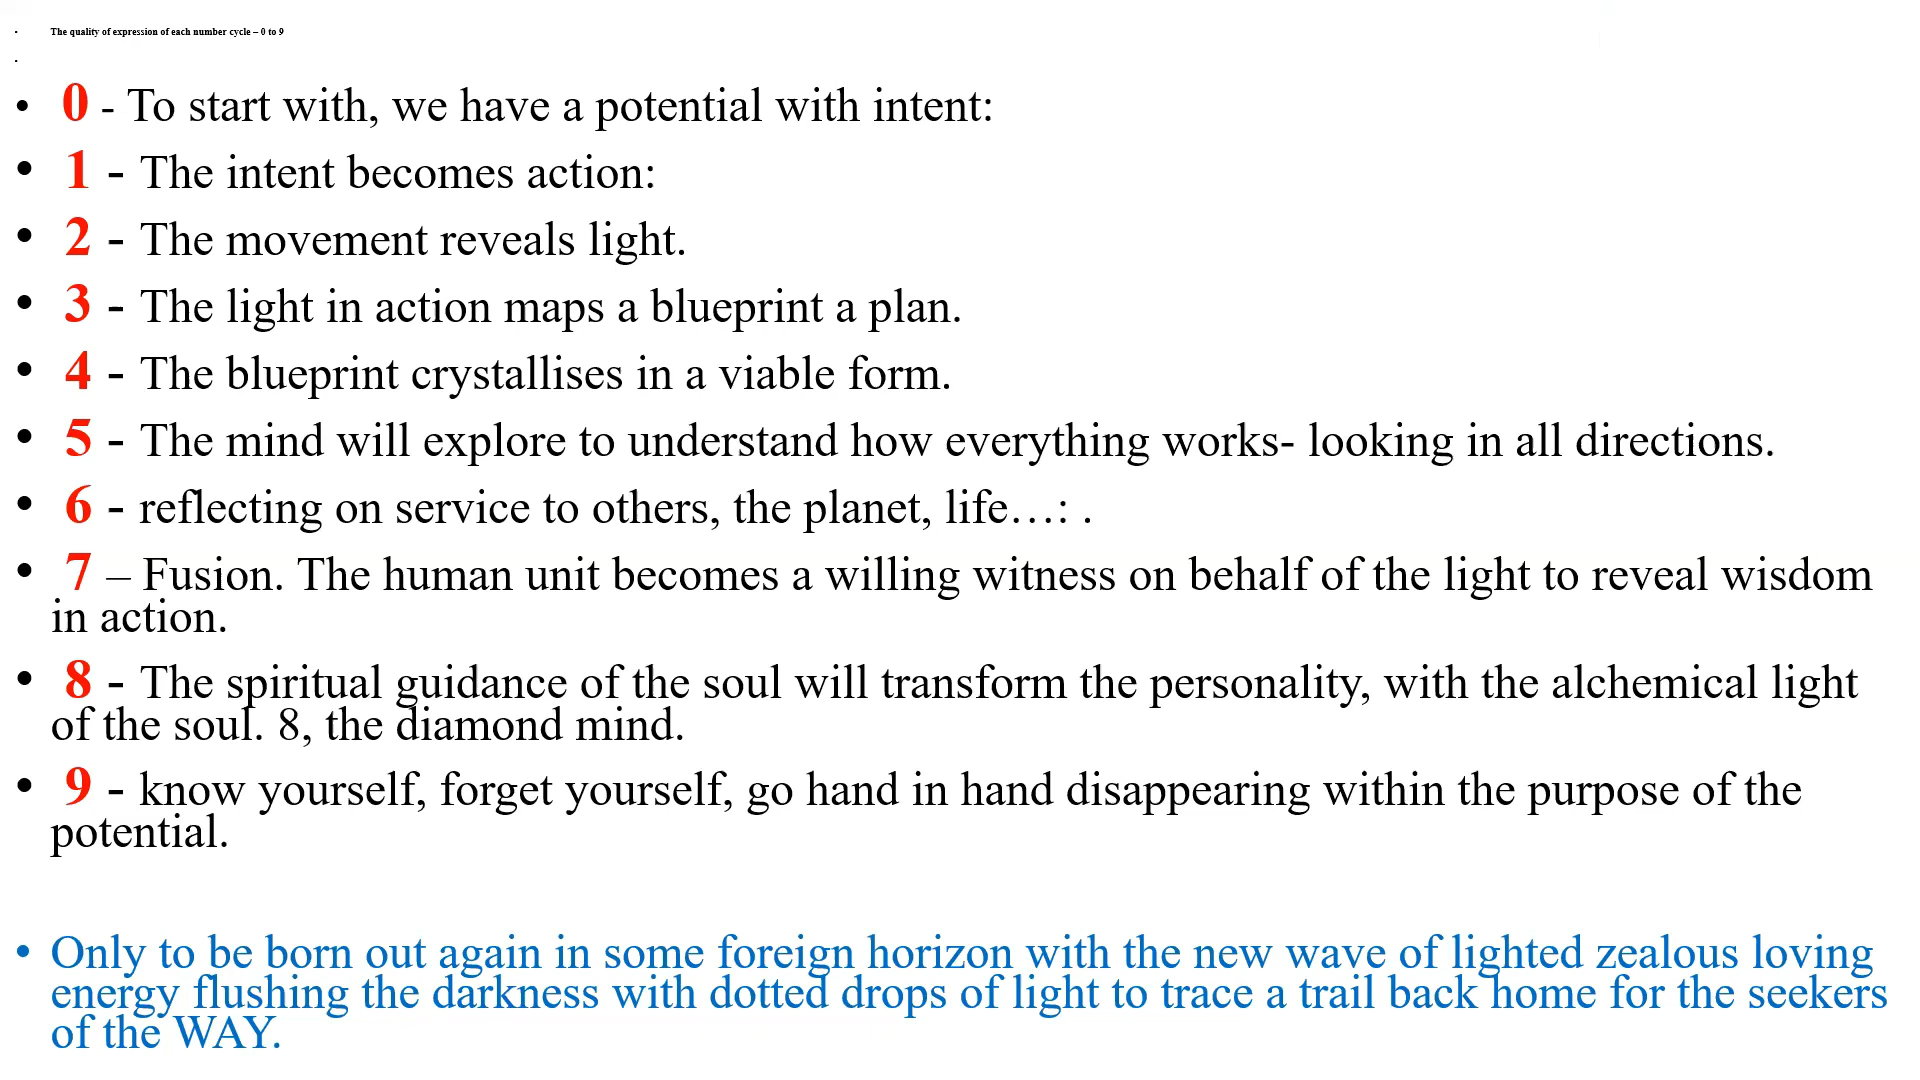 • The quality of expression of each number cycle – 0 to 9
•
• 0 - To start with, we have a potential with intent:
• 1 - The intent becomes action:
• 2 - The movement reveals light.
• 3 - The light in action maps a blueprint a plan.
• 4 - The blueprint crystallises in a viable form.
• 5 - The mind will explore to understand how everything works- looking in all directions.
• 6 - reflecting on service to others, the planet, life…: .
• 7 – Fusion. The human unit becomes a willing witness on behalf of the light to reveal wisdom
in action.
• 8 - The spiritual guidance of the soul will transform the personality, with the alchemical light
of the soul. 8, the diamond mind.
• 9 - know yourself, forget yourself, go hand in hand disappearing within the purpose of the
potential.
• Only to be born out again in some foreign horizon with the new wave of lighted zealous loving
energy flushing the darkness with dotted drops of light to trace a trail back home for the seekers
of the WAY.